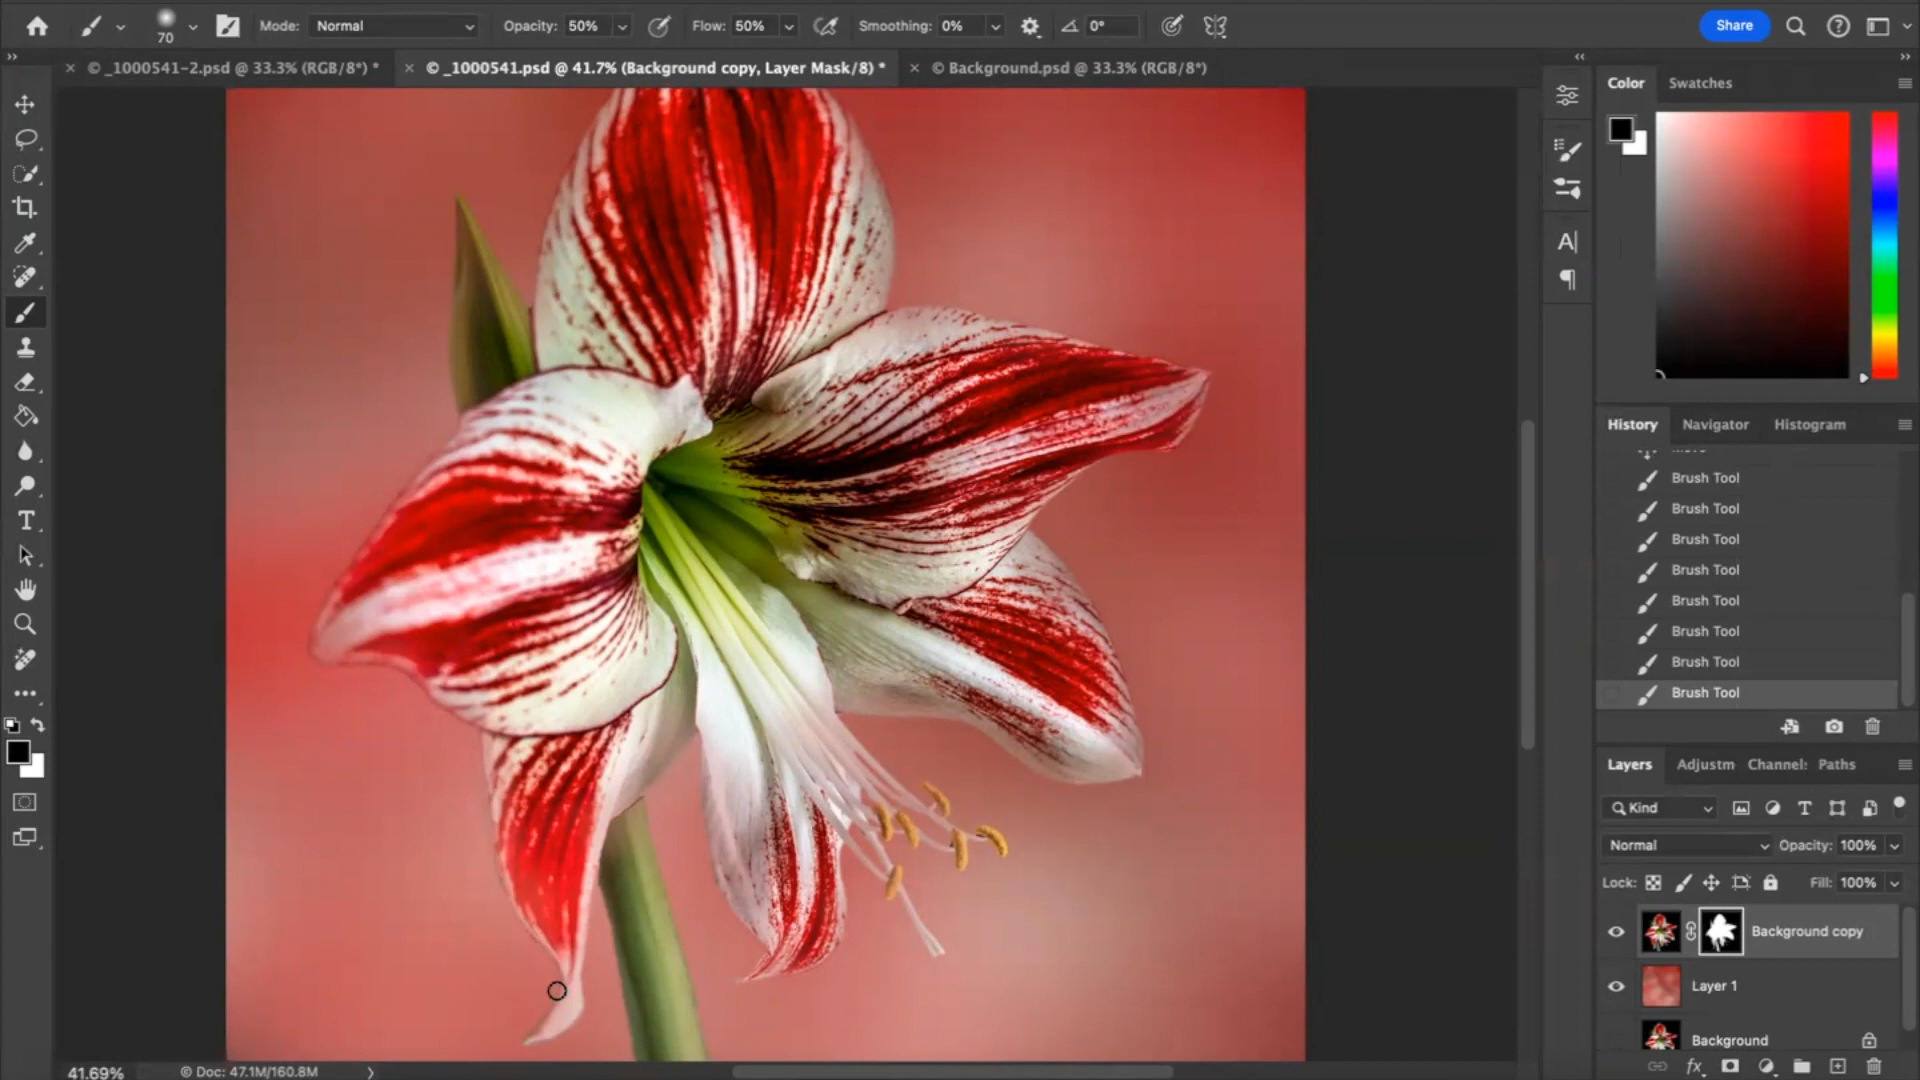 70
Mode: Normal
Opacity: 50%
Flow: 50%
Smoothing: 0%
0°
Share
© _1000541-2.psd @ 33.3% (RGB/8*) *
© _1000541.psd @ 41.7% (Background copy, Layer Mask/8) *
© Background.psd @ 33.3% (RGB/8*)
Color Swatches
History Navigator Histogram
Brush Tool
Brush Tool
Brush Tool
Brush Tool
Brush Tool
Brush Tool
Brush Tool
Brush Tool
Layers Adjustm Channel: Paths
Kind
Normal Opacity: 100%
Lock: Fill: 100%
Background copy
Layer 1
Background
41.69% © Doc: 47.1M/160.8M